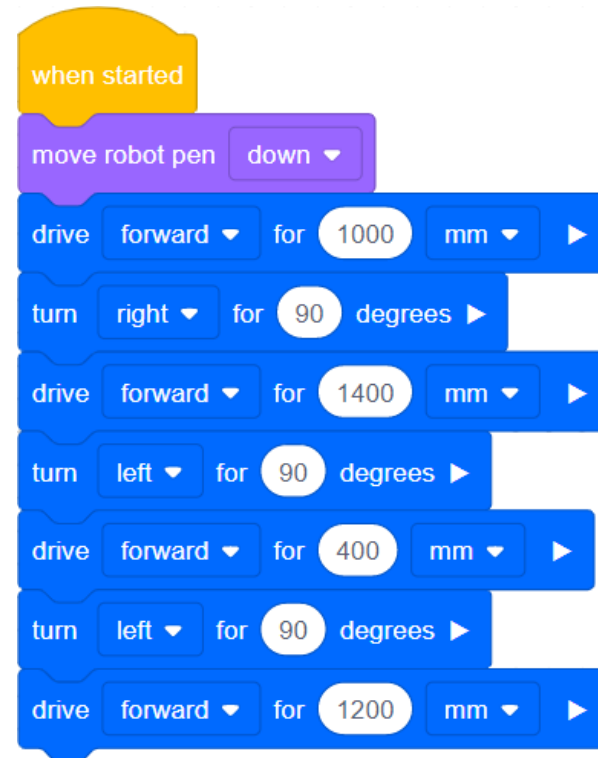 when started
move robot pen down
drive forward for 1000 mm
turn right for 90 degrees
drive forward for 1400 mm
turn left for 90 degrees
drive forward for 400 mm
turn left for 90 degrees
drive forward for 1200 mm